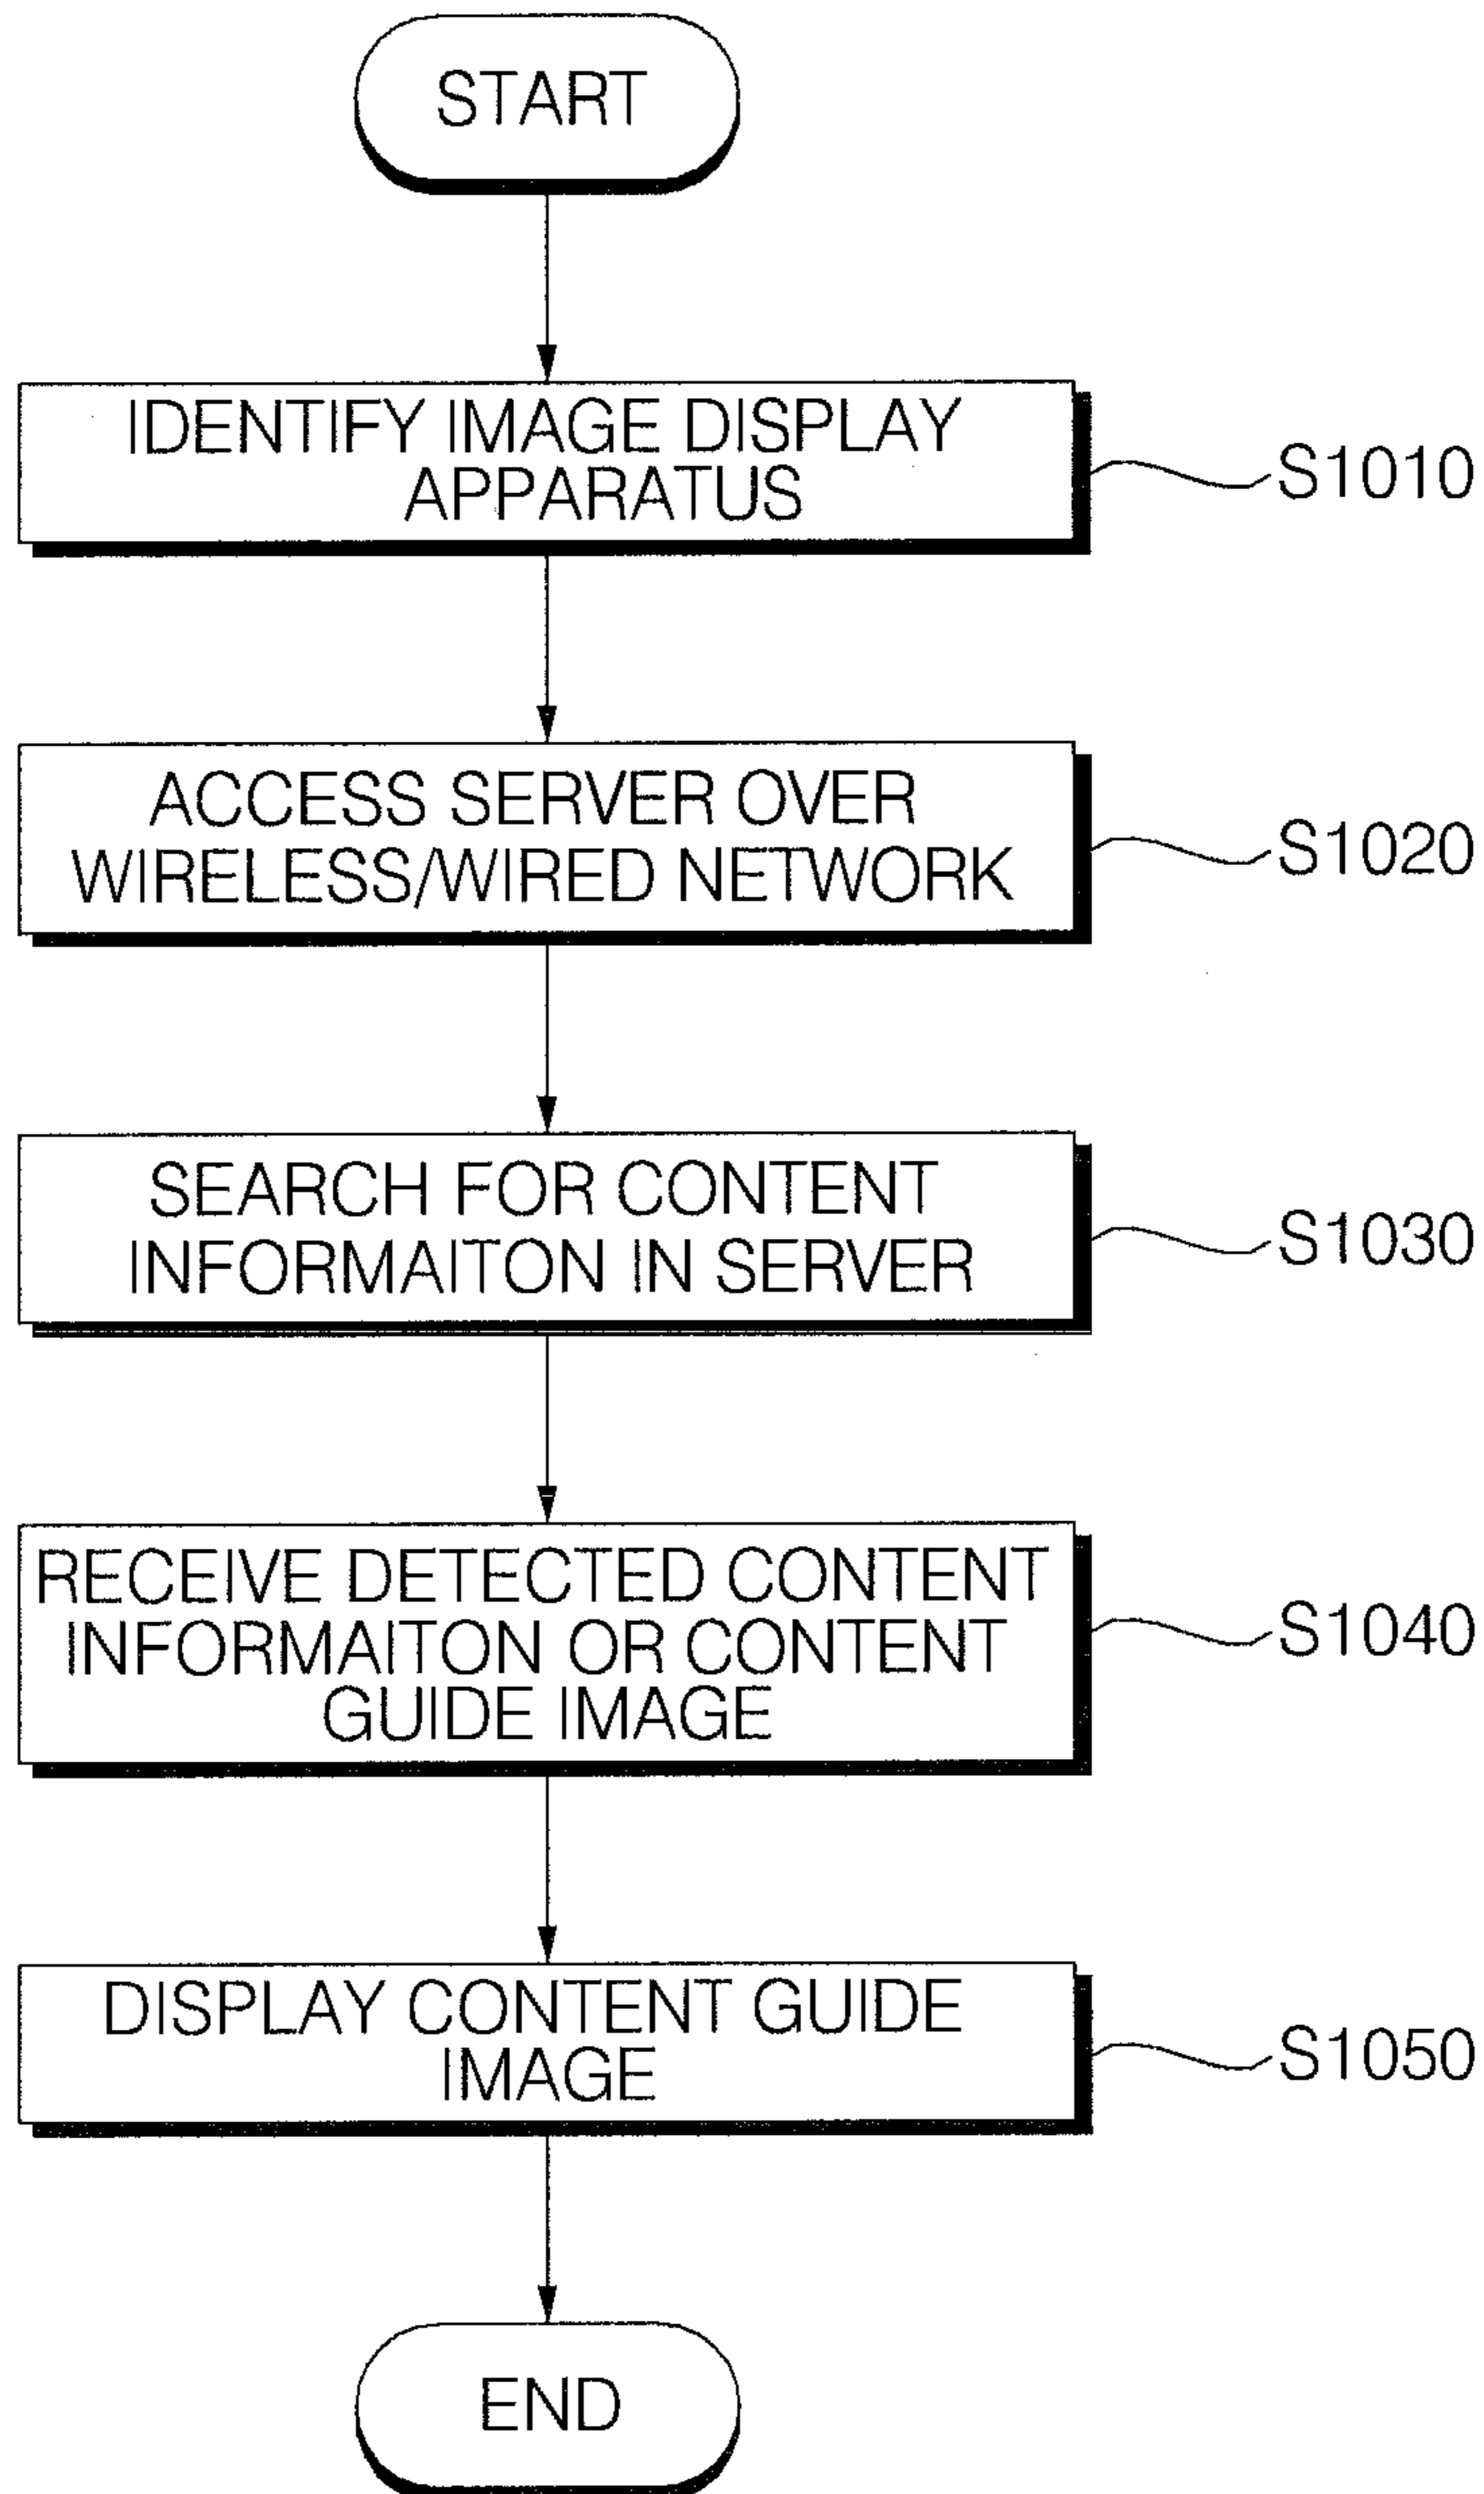 START
IDENTIFY IMAGE DISPLAY
APPARATUS
S1010
ACCESS SERVER OVER
WIRELESS/WIRED NETWORK
S1020
SEARCH FOR CONTENT
INFORMAITON IN SERVER
S1030
RECEIVE DETECTED CONTENT
INFORMAITON OR CONTENT
GUIDE IMAGE
S1040
DISPLAY CONTENT GUIDE
IMAGE
S1050
END